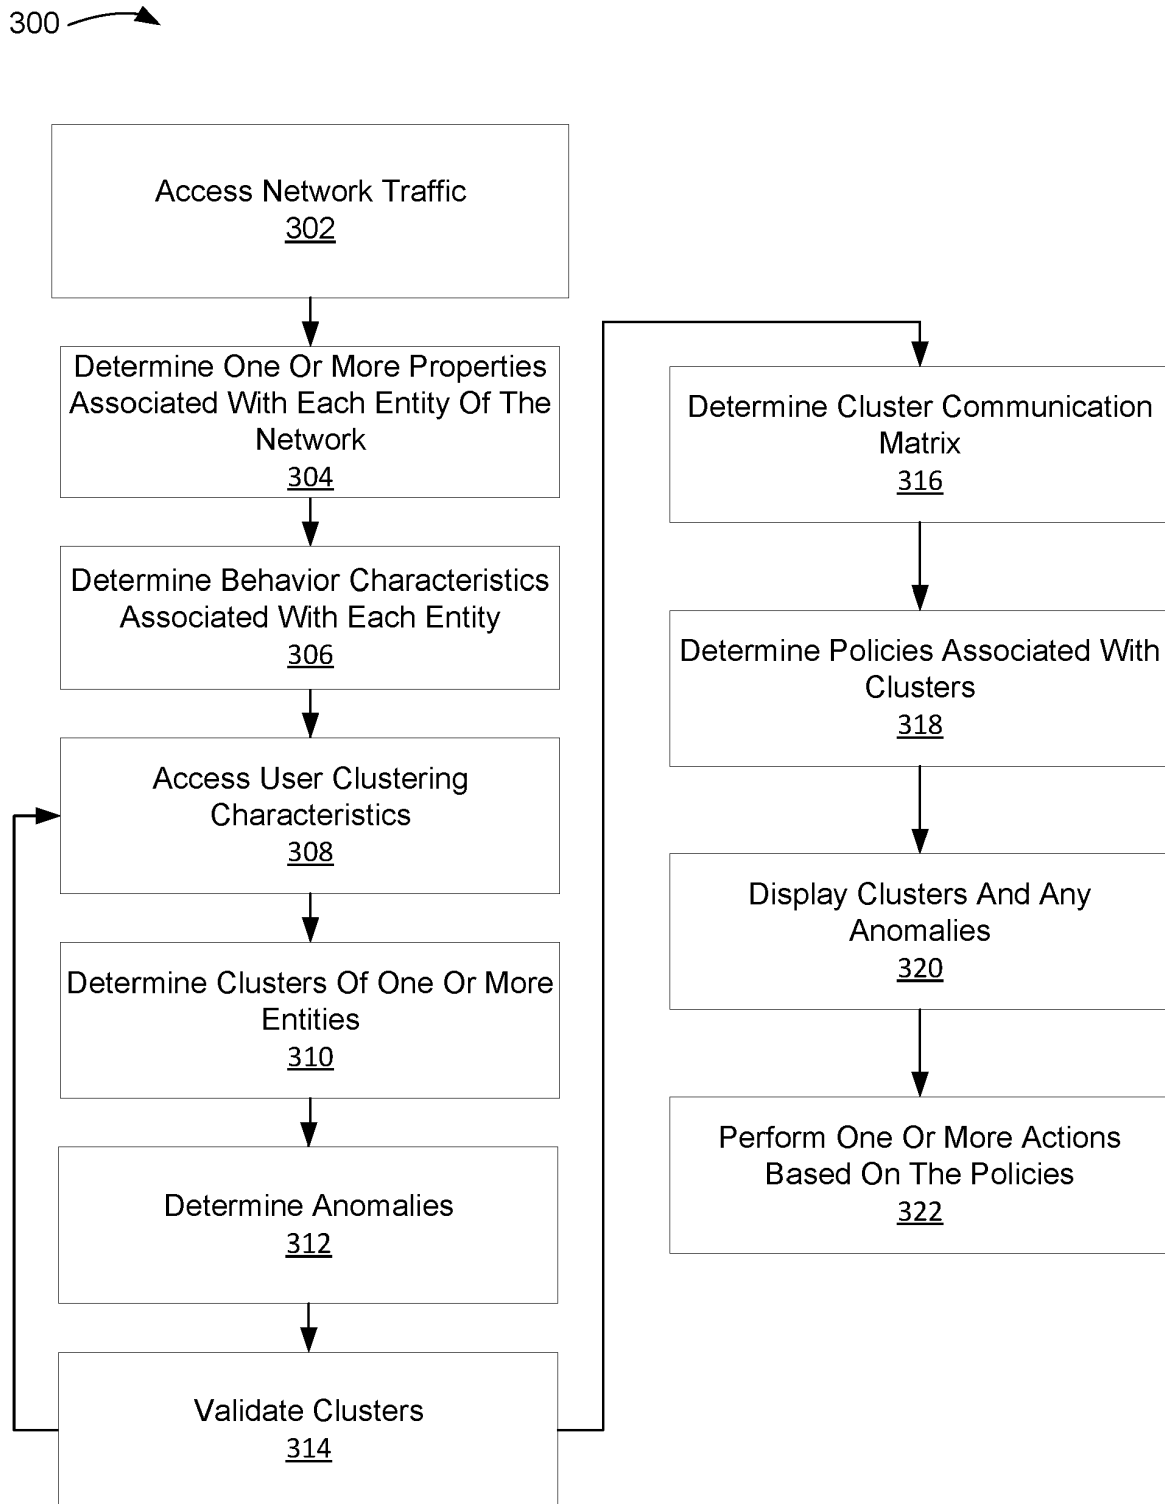 300
Access Network Traffic
302
Determine One Or More Properties
Associated With Each Entity Of The
Network
304
Determine Behavior Characteristics
Associated With Each Entity
306
Access User Clustering
Characteristics
308
Determine Clusters Of One Or More
Entities
310
Determine Anomalies
312
Validate Clusters
314
Determine Cluster Communication
Matrix
316
Determine Policies Associated With
Clusters
318
Display Clusters And Any
Anomalies
320
Perform One Or More Actions
Based On The Policies
322